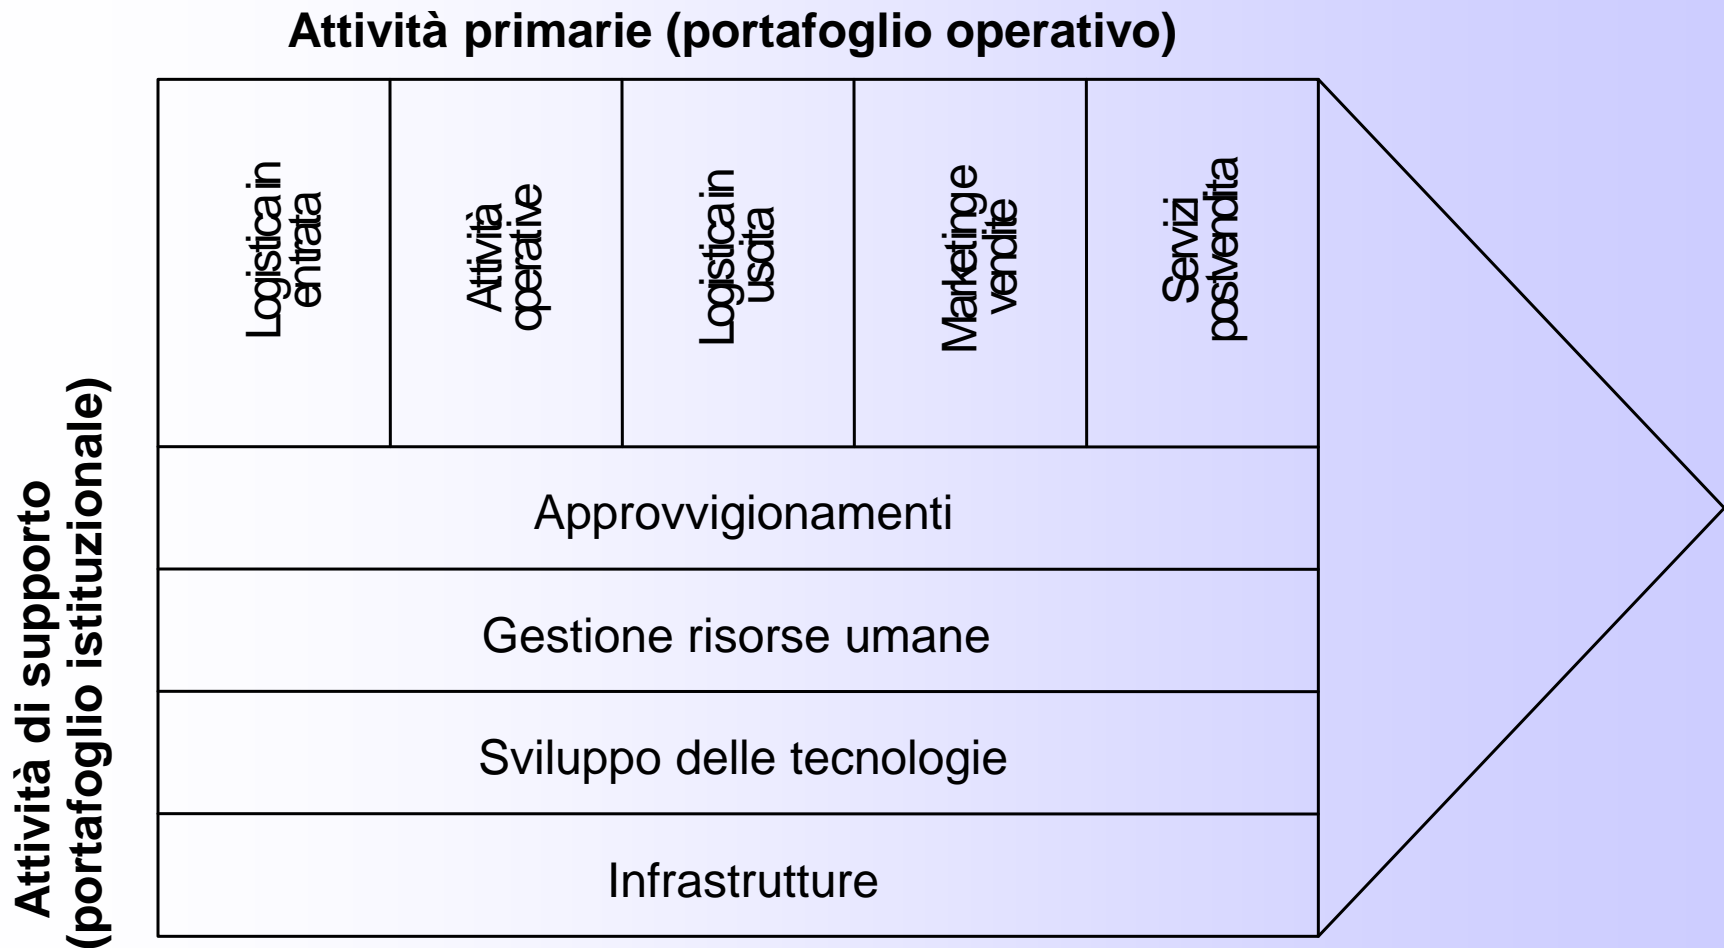 Attività primarie (portafoglio operativo)
Logistica in
entrata
Attività
operative
Logistica in
uscita
Marketing e
vendite
Servizi
postvendita
Attività di supporto
(portafoglio istituzionale)
Approvvigionamenti
Gestione risorse umane
Sviluppo delle tecnologie
Infrastrutture